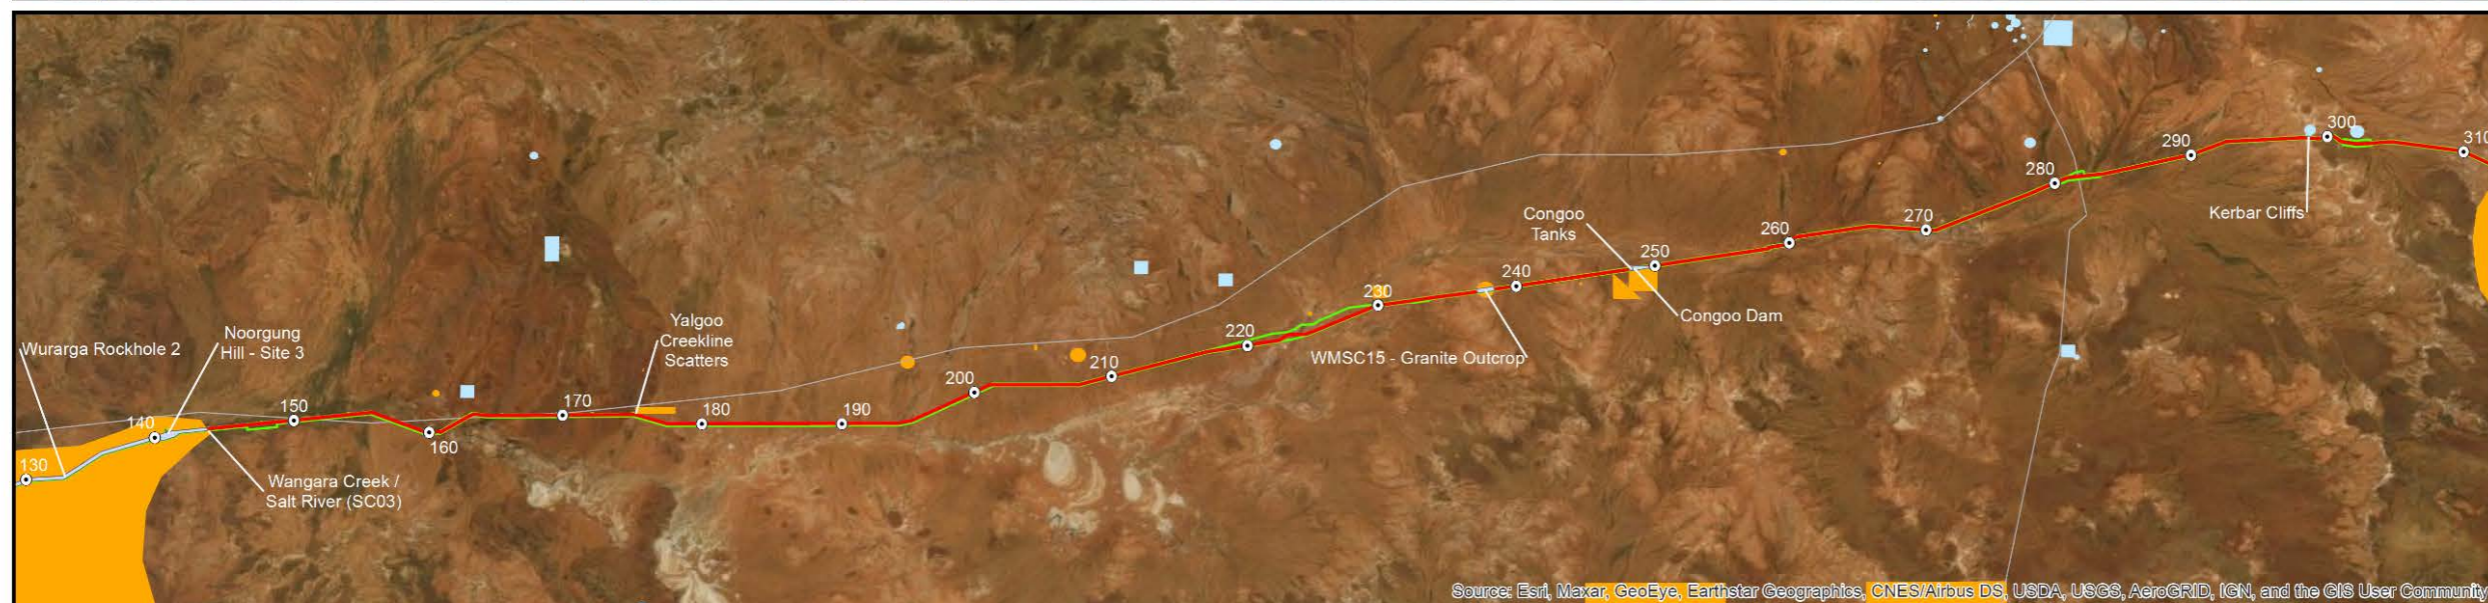 Wurarga Rockhole 2
Noorgung
Hill - Site 3
130
140
Wangara Creek /
Salt River (SC03)
150
160
170
Yalgoo
Creekline
Scatters
180
190
200
210
220
230
WMSC15 - Granite Outcrop
240
Congoo
Tanks
250
Congoo Dam
260
270
280
290
Kerbar Cliffs
300
310
Source: Esri, Maxar, GeoEye, Earthstar Geographics, CNES/Airbus DS, USDA, USGS, AeroGRID, IGN, and the GIS User Community